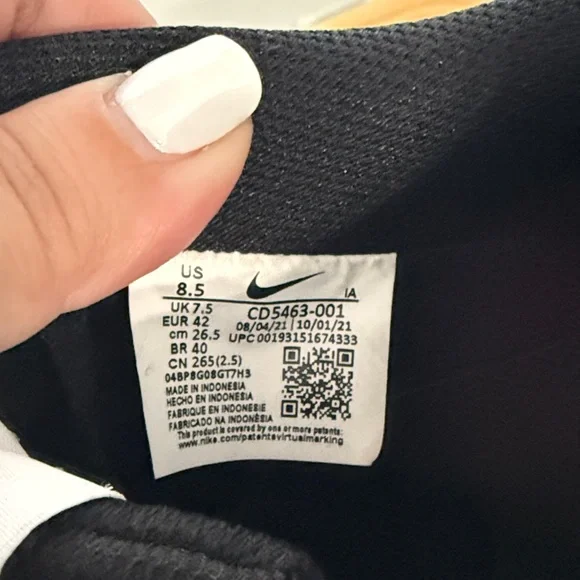 US
8.5
IA
UK 7.5
CD5463-001
EUR 42
08/04/21 | 10/01/21
cm 26.5
UPC 00193151674333
BR 40
CN 265(2.5)
04BP8G08GT7H3
MADE IN INDONESIA
HECHO EN INDONESIA
FABRIQUE EN INDONESIE
FABRICADO NA INDONÉSIA
This product is covered by one or more patents:
www.nike.com/patentsvirtualmarking